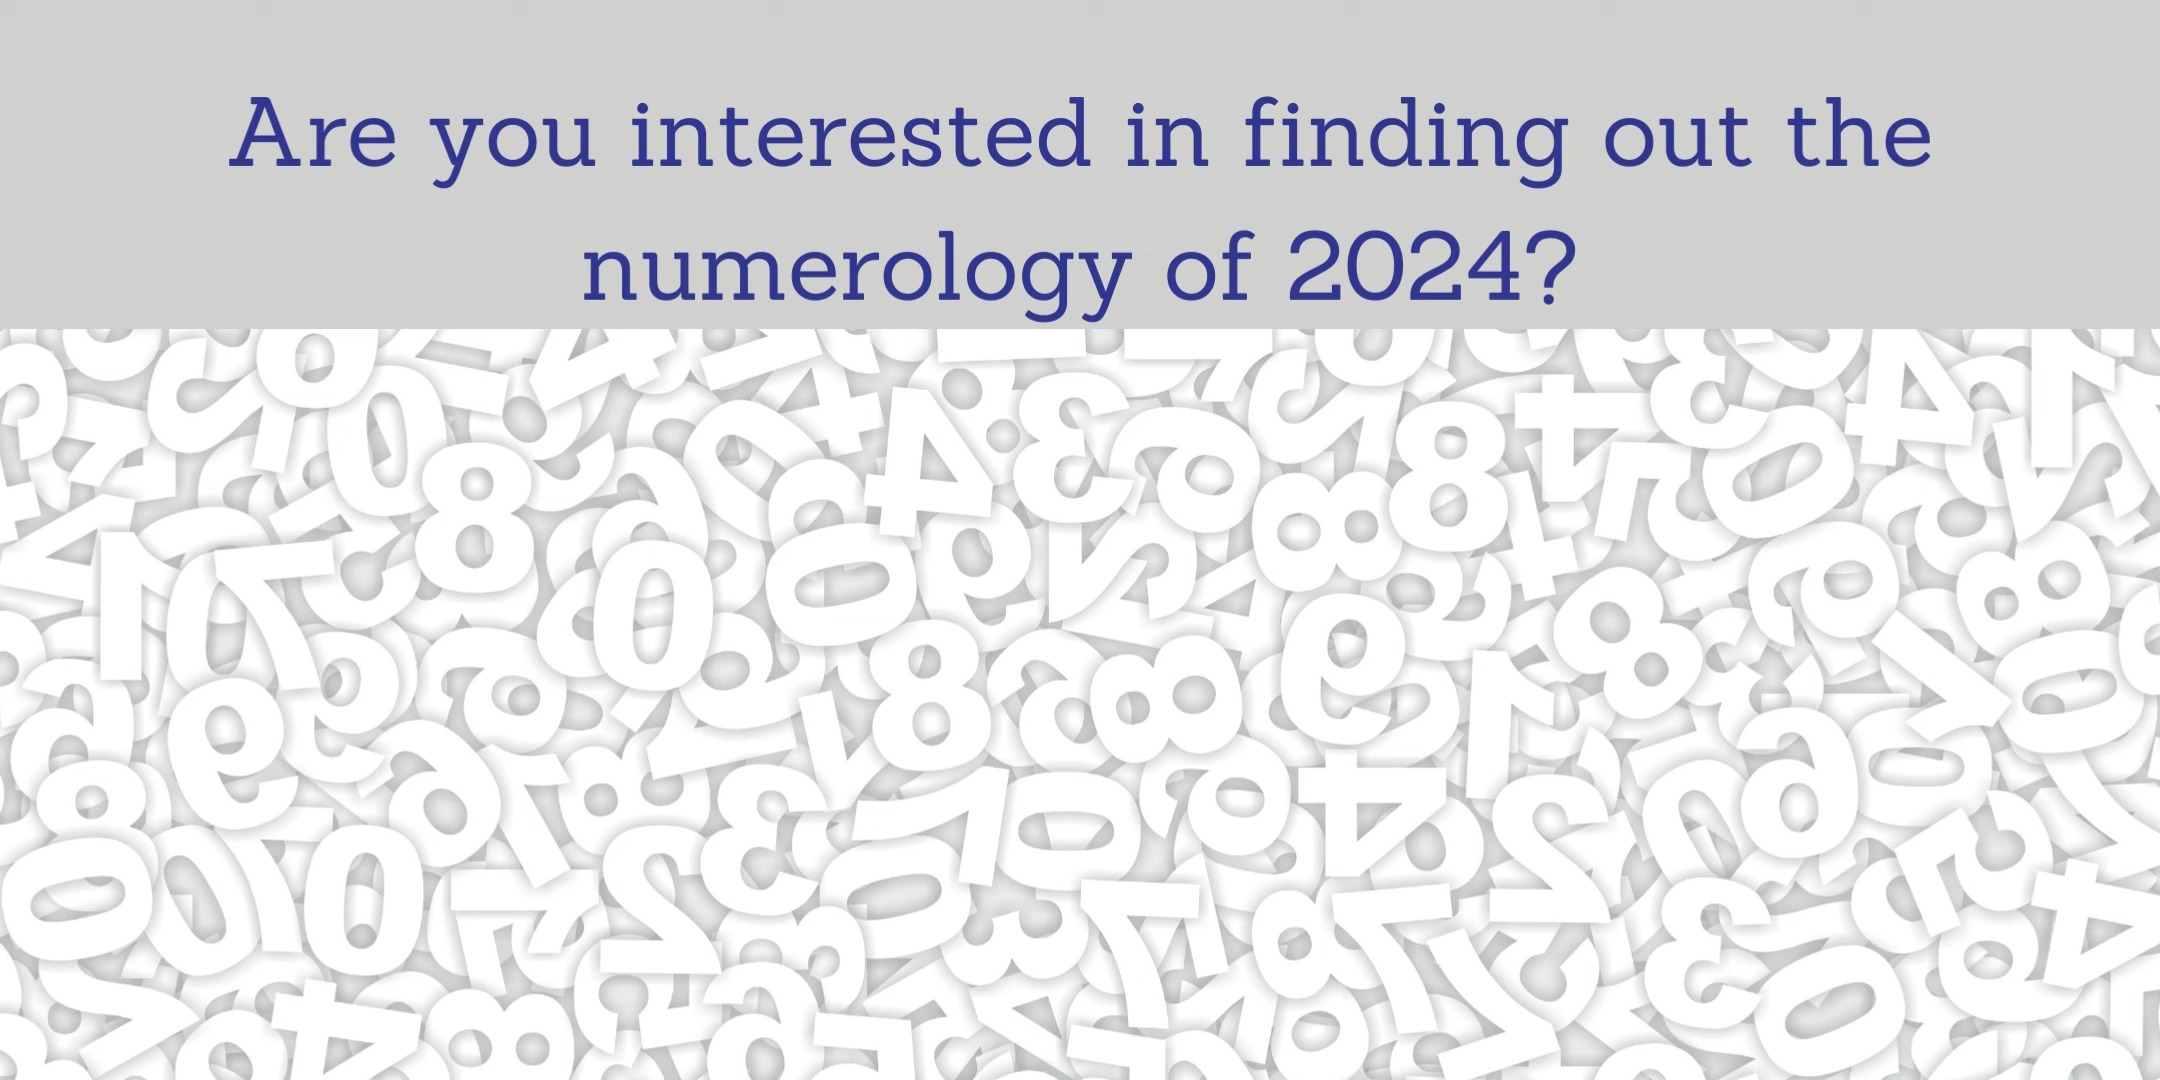 Are you interested in finding out the
numerology of 2024?